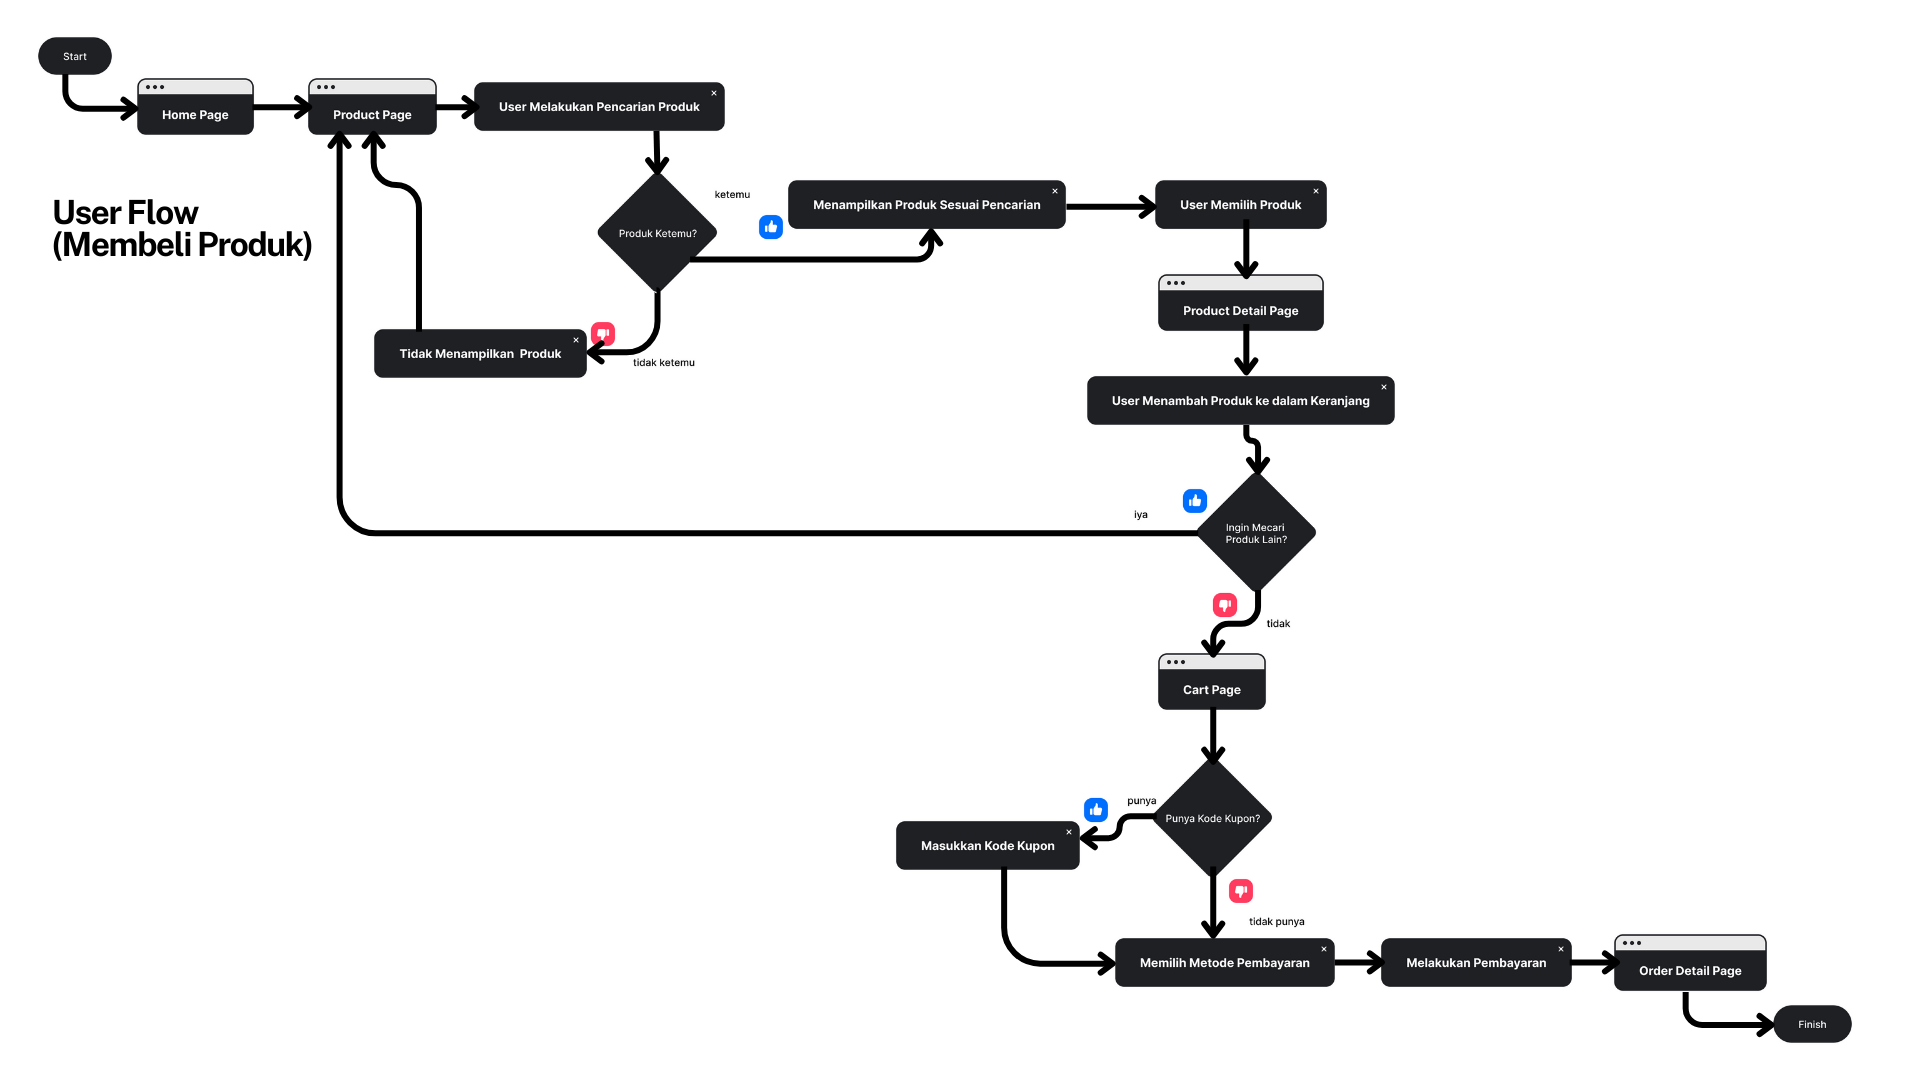 Start
Home Page
Product Page
User Melakukan Pencarian Produk
User Flow
(Membeli Produk)
Produk Ketemu?
ketemu
Menampilkan Produk Sesuai Pencarian
User Memilih Produk
Tidak Menampilkan  Produk
tidak ketemu
Product Detail Page
User Menambah Produk ke dalam Keranjang
iya
Ingin Mecari
Produk Lain?
tidak
Cart Page
punya
Punya Kode Kupon?
Masukkan Kode Kupon
tidak punya
Memilih Metode Pembayaran
Melakukan Pembayaran
Order Detail Page
Finish